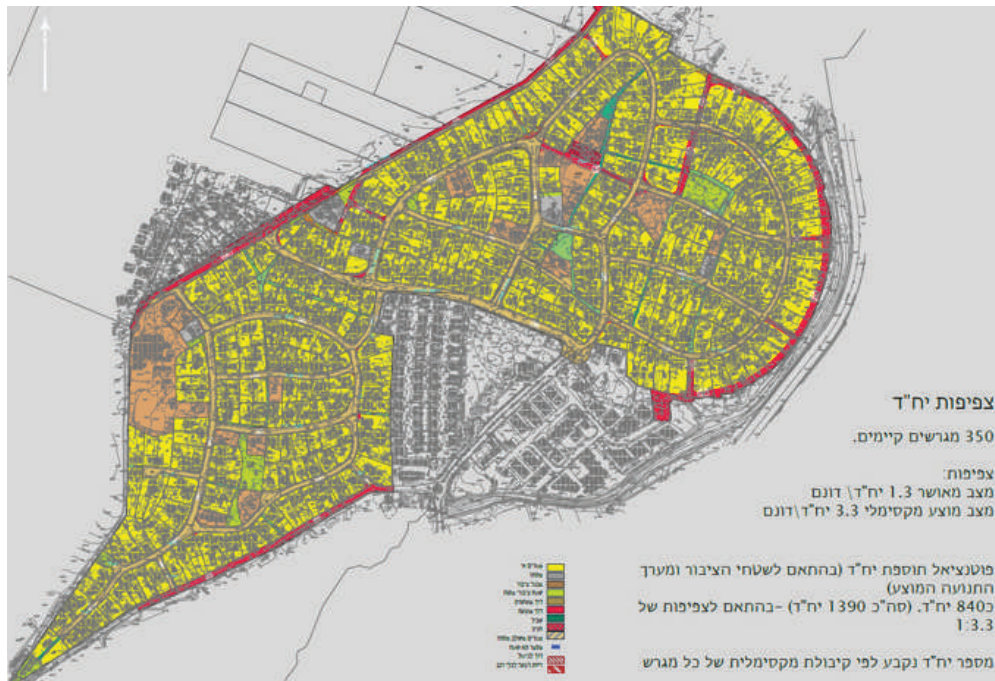 צפיפות יח"ד
350 מגרשים קיימים.
צפיפות:
מצב מאושר 1.3 יח"ד\ דונם
מצב מוצע מקסימלי 3.3 יח"ד\דונם
פוטנציאל תוספת יח"ד (בהתאם לשטחי הציבור ומערך
התנועה המוצע)
כ840 יח"ד. (סה"כ 1390 יח"ד) -בהתאם לצפיפות של
1:3.3
מספר יח"ד נקבע לפי קיבולת מקסימלית של כל מגרש